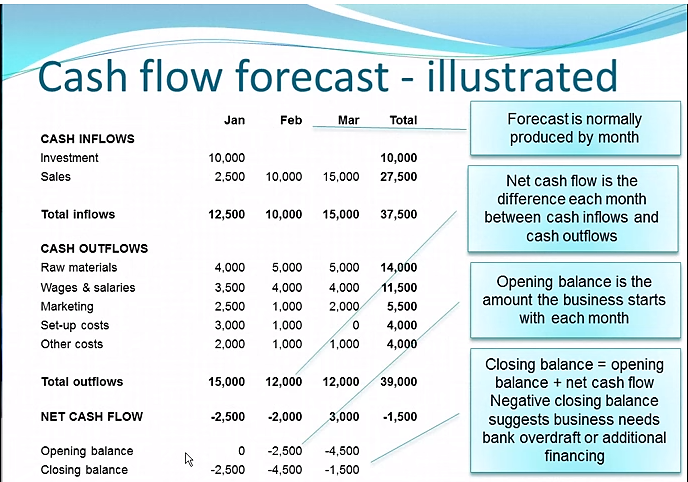 Cash flow forecast - illustrated
Jan Feb Mar Total
CASH INFLOWS
Investment 10,000 10,000
Sales 2,500 10,000 15,000 27,500
Total inflows 12,500 10,000 15,000 37,500
CASH OUTFLOWS
Raw materials 4,000 5,000 5,000 14,000
Wages & salaries 3,500 4,000 4,000 11,500
Marketing 2,500 1,000 2,000 5,500
Set-up costs 3,000 1,000 0 4,000
Other costs 2,000 1,000 1,000 4,000
Total outflows 15,000 12,000 12,000 39,000
NET CASH FLOW -2,500 -2,000 3,000 -1,500
Opening balance 0 -2,500 -4,500
Closing balance -2,500 -4,500 -1,500
Forecast is normally
produced by month
Net cash flow is the
difference each month
between cash inflows and
cash outflows
Opening balance is the
amount the business starts
with each month
Closing balance = opening
balance + net cash flow
Negative closing balance
suggests business needs
bank overdraft or additional
financing